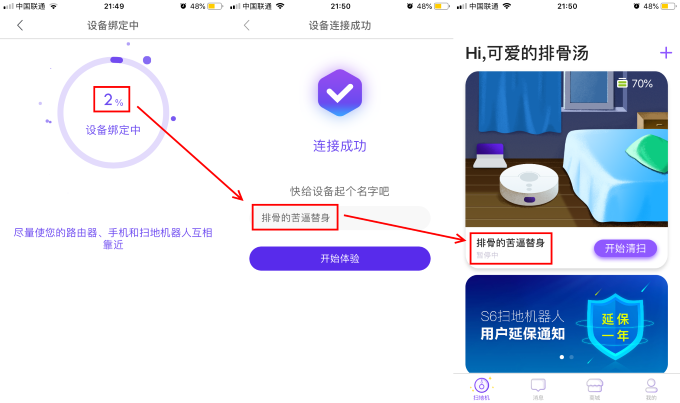 中国联通
21:49
48%
设备绑定中
2%
设备绑定中
尽量使您的路由器、手机和扫地机器人互相
靠近
中国联通
21:50
48%
设备连接成功
连接成功
快给设备起个名字吧
排骨的苦逼替身
开始体验
中国联通
21:50
48%
Hi,可爱的排骨汤
70%
排骨的苦逼替身
暂停中
开始清扫
S6扫地机器人
用户延保通知
延保
一年
扫地机
消息
商城
我的